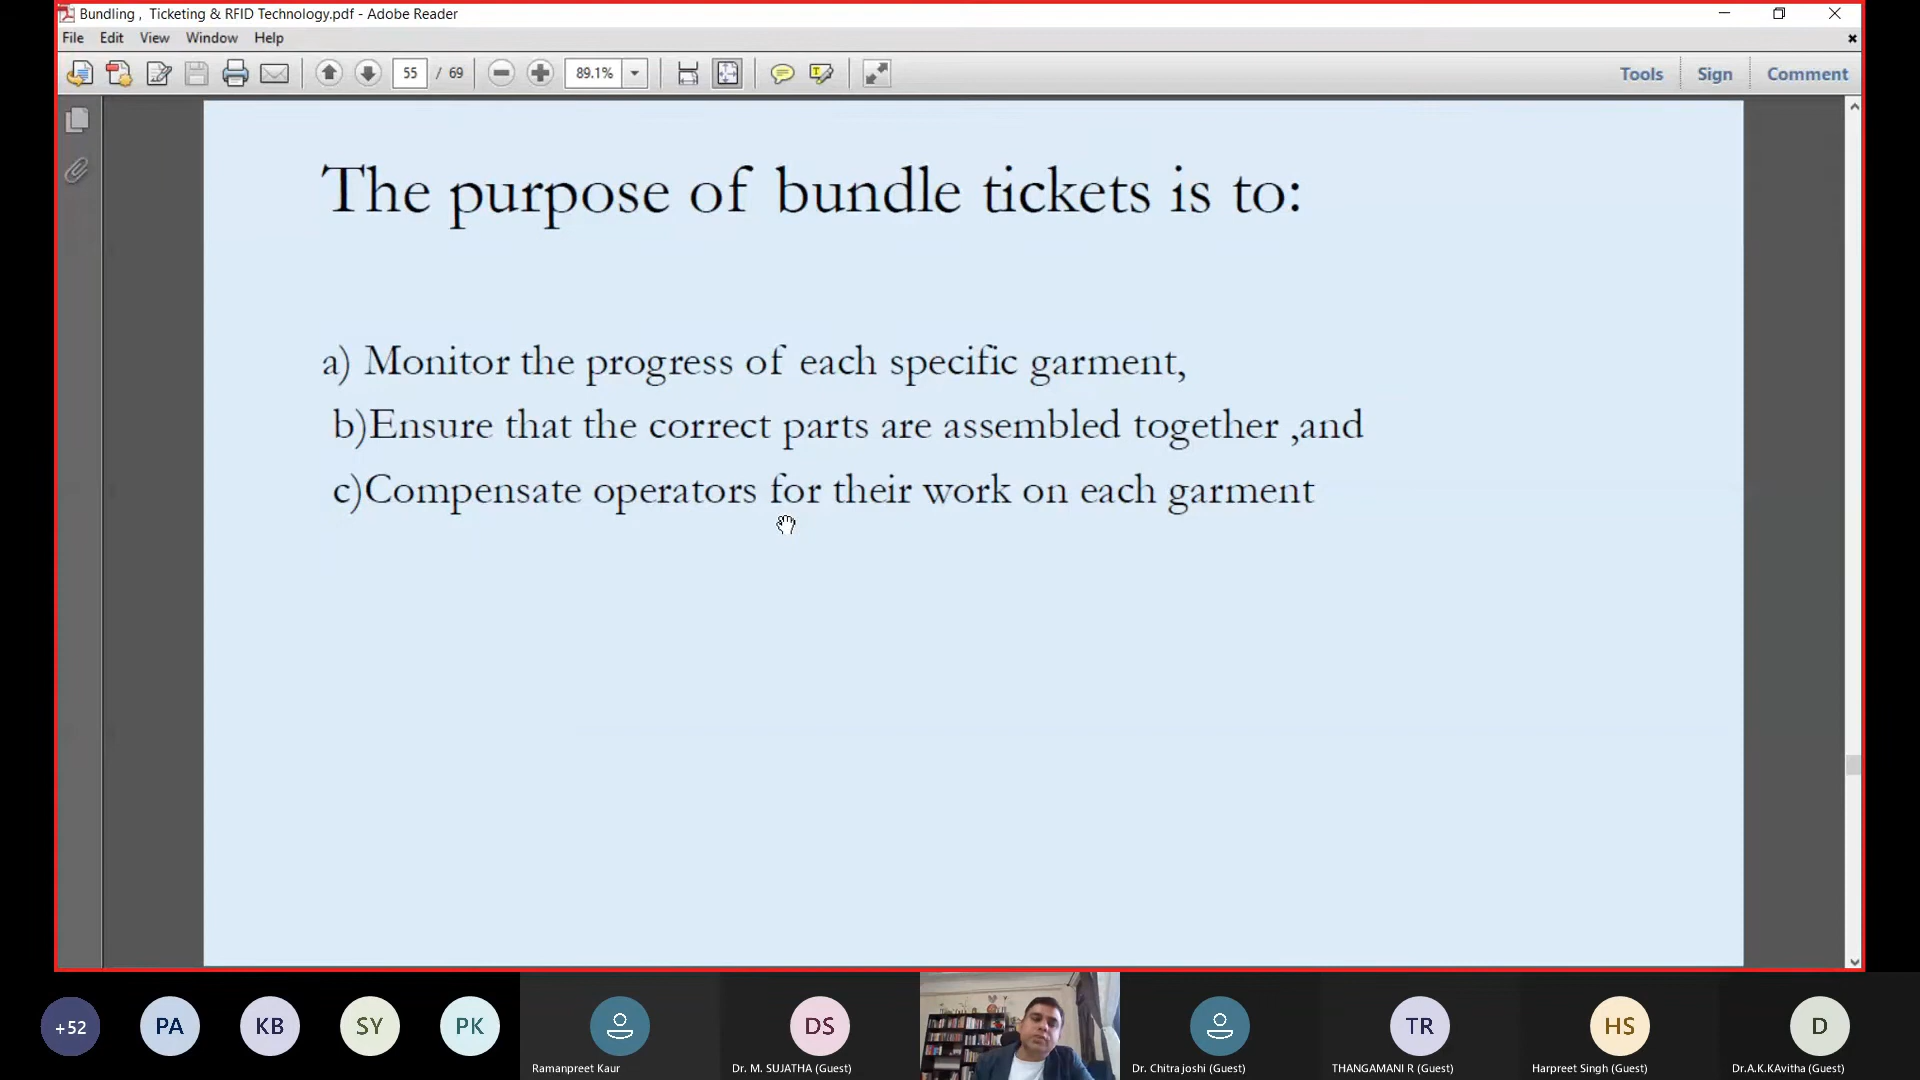 Bundling , Ticketing & RFID Technology.pdf - Adobe Reader
File Edit View Window Help
55 / 69 89.1% Tools Sign Comment
The purpose of bundle tickets is to:
a) Monitor the progress of each specific garment,
b)Ensure that the correct parts are assembled together ,and
c)Compensate operators for their work on each garment
+52 PA KB SY PK DS TR HS D
Ramanpreet Kaur Dr. M. SUJATHA (Guest) Dr. Chitra joshi (Guest) THANGAMANI R (Guest) Harpreet Singh (Guest) Dr.A.K.KAvitha (Guest)